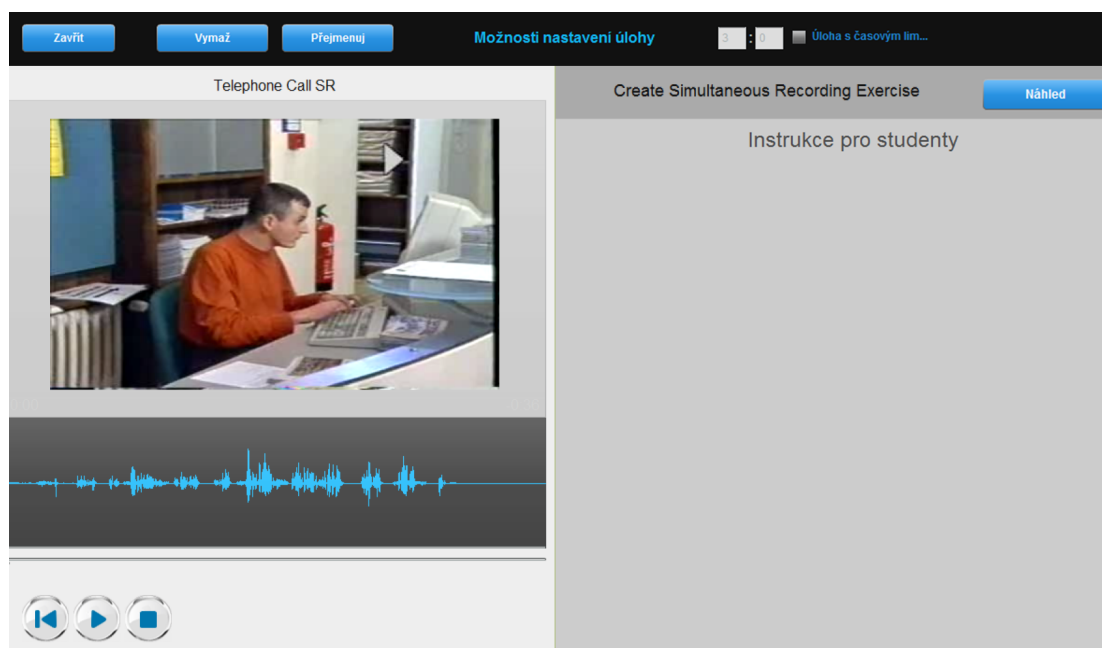 Zavřít
Vymaž
Přejmenuj
Možnosti nastavení úlohy
3 : 0
Úloha s časovým lim...
Telephone Call SR
Create Simultaneous Recording Exercise
Náhled
Instrukce pro studenty